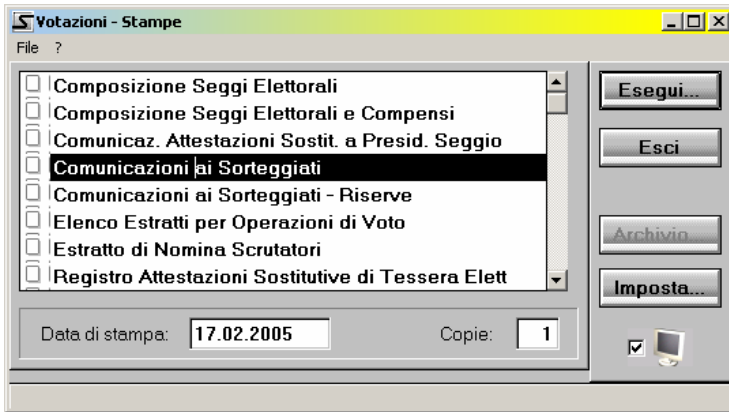 Votazioni - Stampe
File ?
Composizione Seggi Elettorali
Composizione Seggi Elettorali e Compensi
Comunicaz. Attestazioni Sostit. a Presid. Seggio
Comunicazioni ai Sorteggiati
Comunicazioni ai Sorteggiati - Riserve
Elenco Estratti per Operazioni di Voto
Estratto di Nomina Scrutatori
Registro Attestazioni Sostitutive di Tessera Elett
Esegui...
Esci
Archivio...
Imposta...
Data di stampa: 17.02.2005 Copie: 1